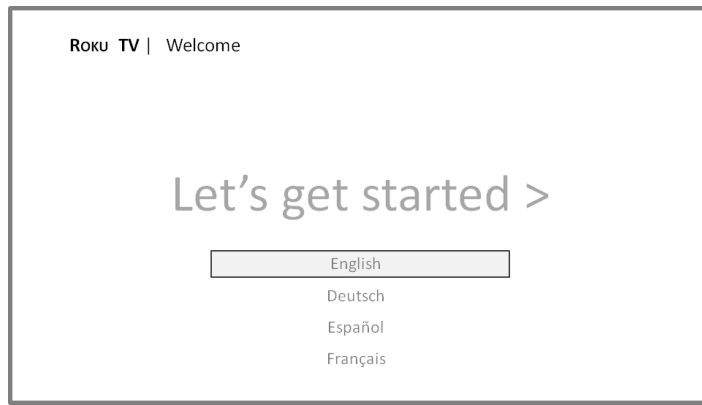 ROKU TV | Welcome
Let's get started >
English
Deutsch
Español
Français